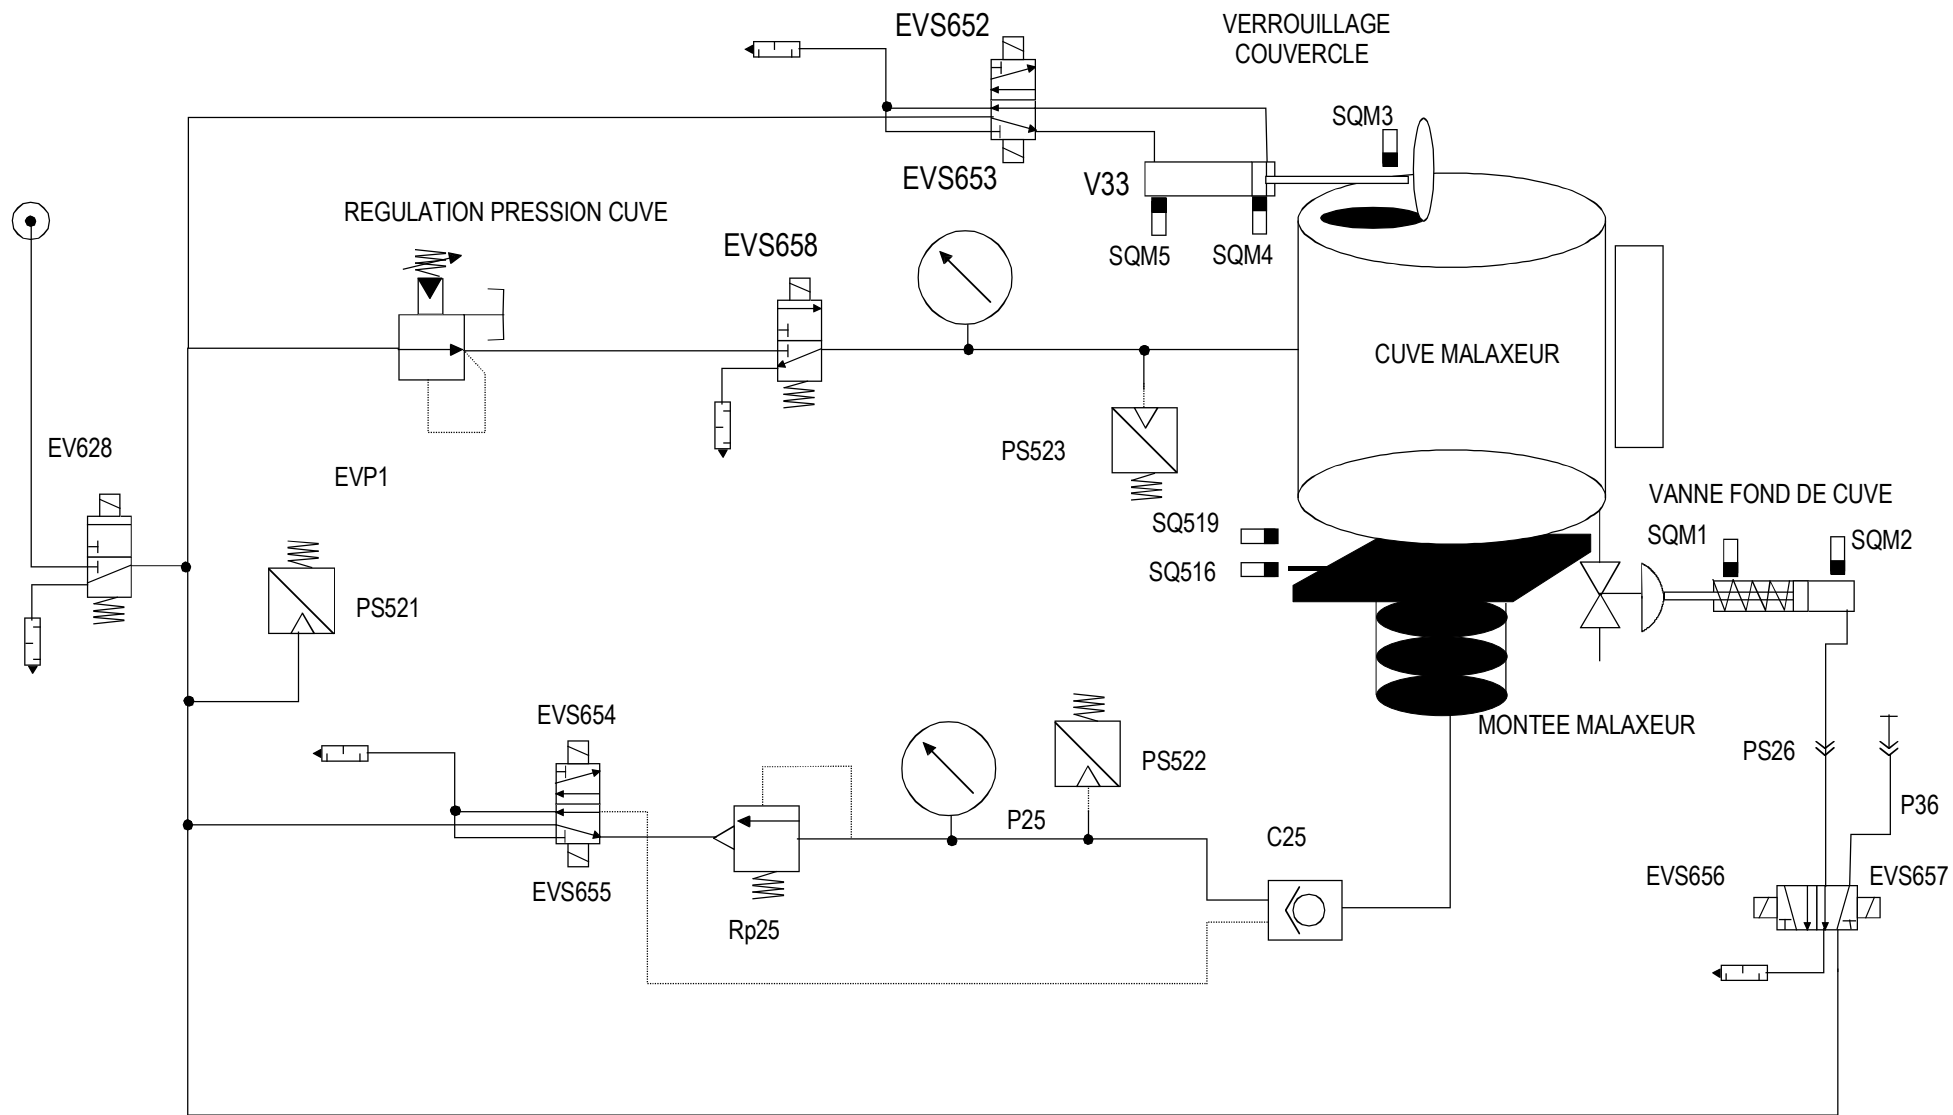 EVS652
VERROUILLAGE
COUVERCLE
SQM3
EVS653
V33
REGULATION PRESSION CUVE
EVS658
SQM5
SQM4
CUVE MALAXEUR
EV628
PS523
EVP1
VANNE FOND DE CUVE
SQ519
SQM1
SQM2
SQ516
PS521
EVS654
MONTEE MALAXEUR
PS26
PS522
P36
P25
C25
EVS655
EVS656
EVS657
Rp25